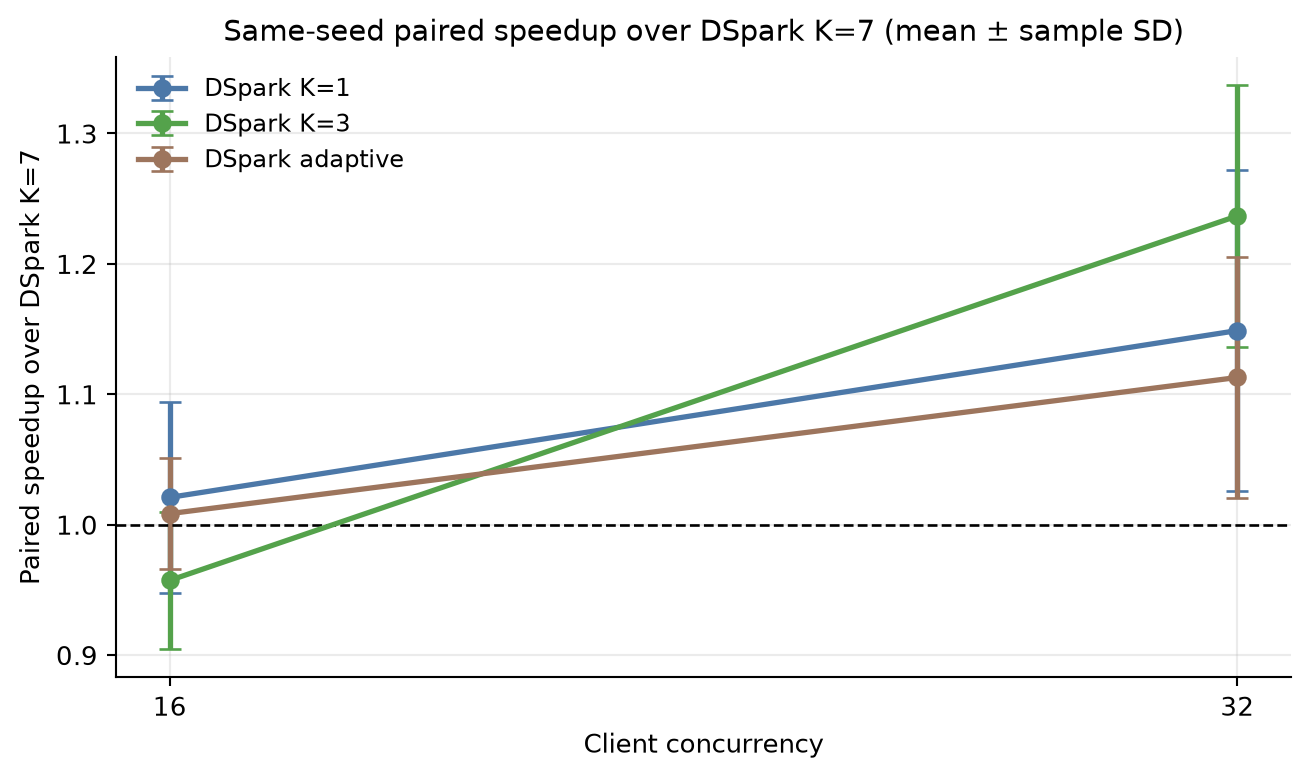 Same-seed paired speedup over DSpark K=7 (mean ± sample SD)
DSpark K=1
DSpark K=3
DSpark adaptive
Paired speedup over DSpark K=7
1.3
1.2
1.1
1.0
0.9
16
32
Client concurrency